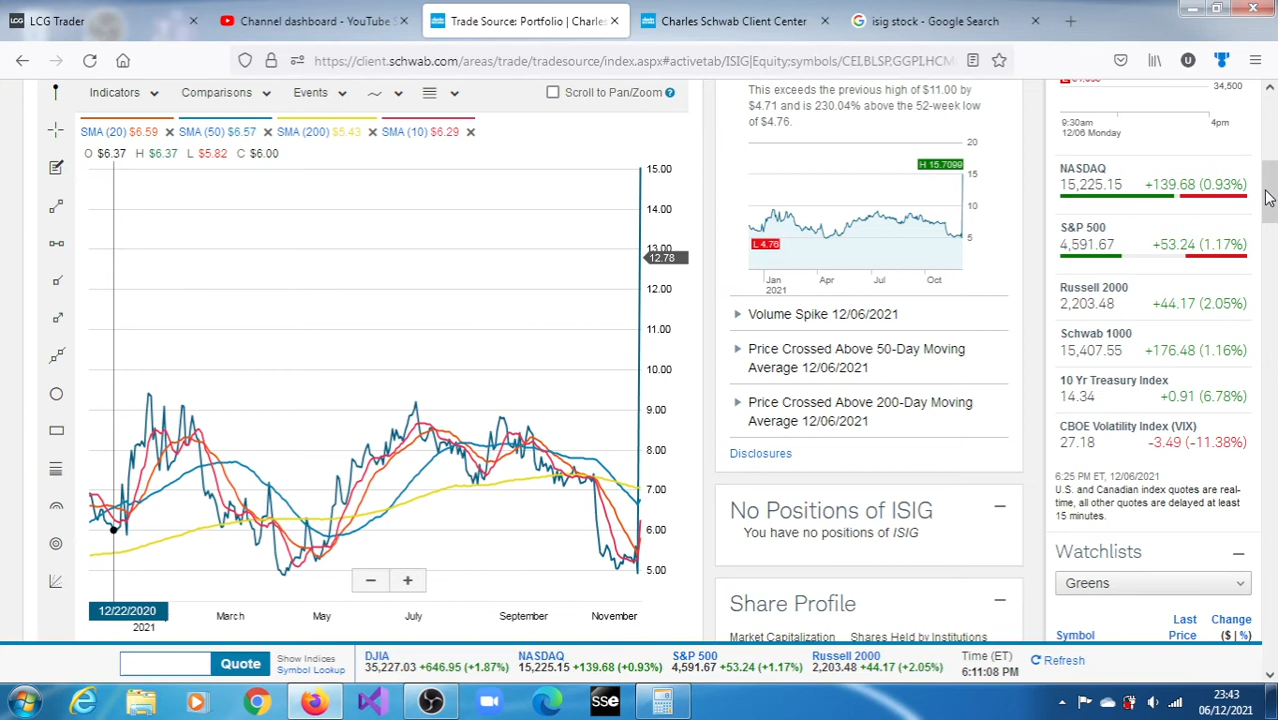 LCG Trader
Channel dashboard - YouTube S
Trade Source: Portfolio | Charles
Charles Schwab Client Center
isig stock - Google Search
https://client.schwab.com/areas/trade/tradesource/index.aspx#activetab/ISIG|Equity;symbols/CEI,BLSP,GGPI,HCM
Indicators
Comparisons
Events
Scroll to Pan/Zoom
SMA (20) $6.59
SMA (50) $6.57
SMA (200) $5.43
SMA (10) $6.29
O $6.37 H $6.37 L $5.82 C $6.00
15.00
14.00
13.00
12.78
12.00
11.00
10.00
9.00
8.00
7.00
6.00
5.00
12/22/2020
2021
March
May
July
September
November
This exceeds the previous high of $11.00 by
$4.71 and is 230.04% above the 52-week low
of $4.76.
20
H 15.7099
15
10
L 4.76
5
Jan
2021
Apr
Jul
Oct
Volume Spike 12/06/2021
Price Crossed Above 50-Day Moving
Average 12/06/2021
Price Crossed Above 200-Day Moving
Average 12/06/2021
Disclosures
No Positions of ISIG
You have no positions of ISIG
Share Profile
Market Capitalization
Shares Held by Institutions
34,500
9:30am
4pm
12/06 Monday
NASDAQ
15,225.15 +139.68 (0.93%)
S&P 500
4,591.67 +53.24 (1.17%)
Russell 2000
2,203.48 +44.17 (2.05%)
Schwab 1000
15,407.55 +176.48 (1.16%)
10 Yr Treasury Index
14.34 +0.91 (6.78%)
CBOE Volatility Index (VIX)
27.18 -3.49 (-11.38%)
6:25 PM ET, 12/06/2021
U.S. and Canadian index quotes are real-
time, all other quotes are delayed at least
15 minutes.
Watchlists
Greens
Last Change
Symbol Price ($ | %)
Quote
Show Indices
Symbol Lookup
DJIA
35,227.03 +646.95 (+1.87%)
NASDAQ
15,225.15 +139.68 (+0.93%)
S&P 500
4,591.67 +53.24 (+1.17%)
Russell 2000
2,203.48 +44.17 (+2.05%)
Time (ET)
6:11:08 PM
Refresh
SSE
23:43
06/12/2021